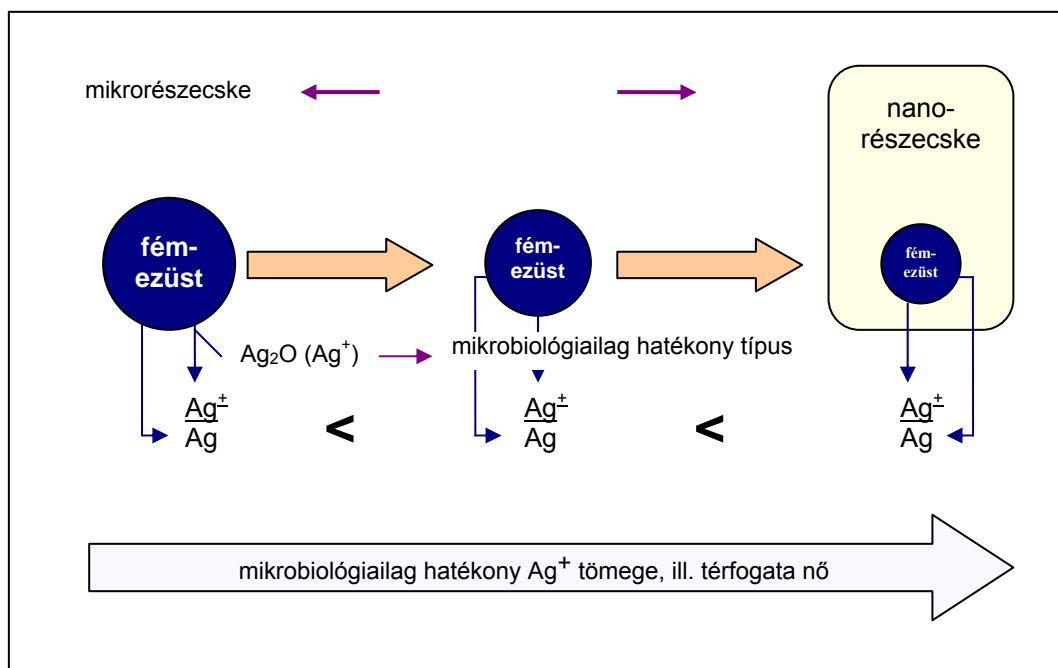 mikrorészecske
nano-
részecske
fém-
ezüst
fém-
ezüst
fém-
ezüst
Ag₂O (Ag⁺)
mikrobiológiailag hatékony típus
Ag⁺
Ag
<
Ag⁺
Ag
<
Ag⁺
Ag
mikrobiológiailag hatékony Ag⁺ tömege, ill. térfogata nő